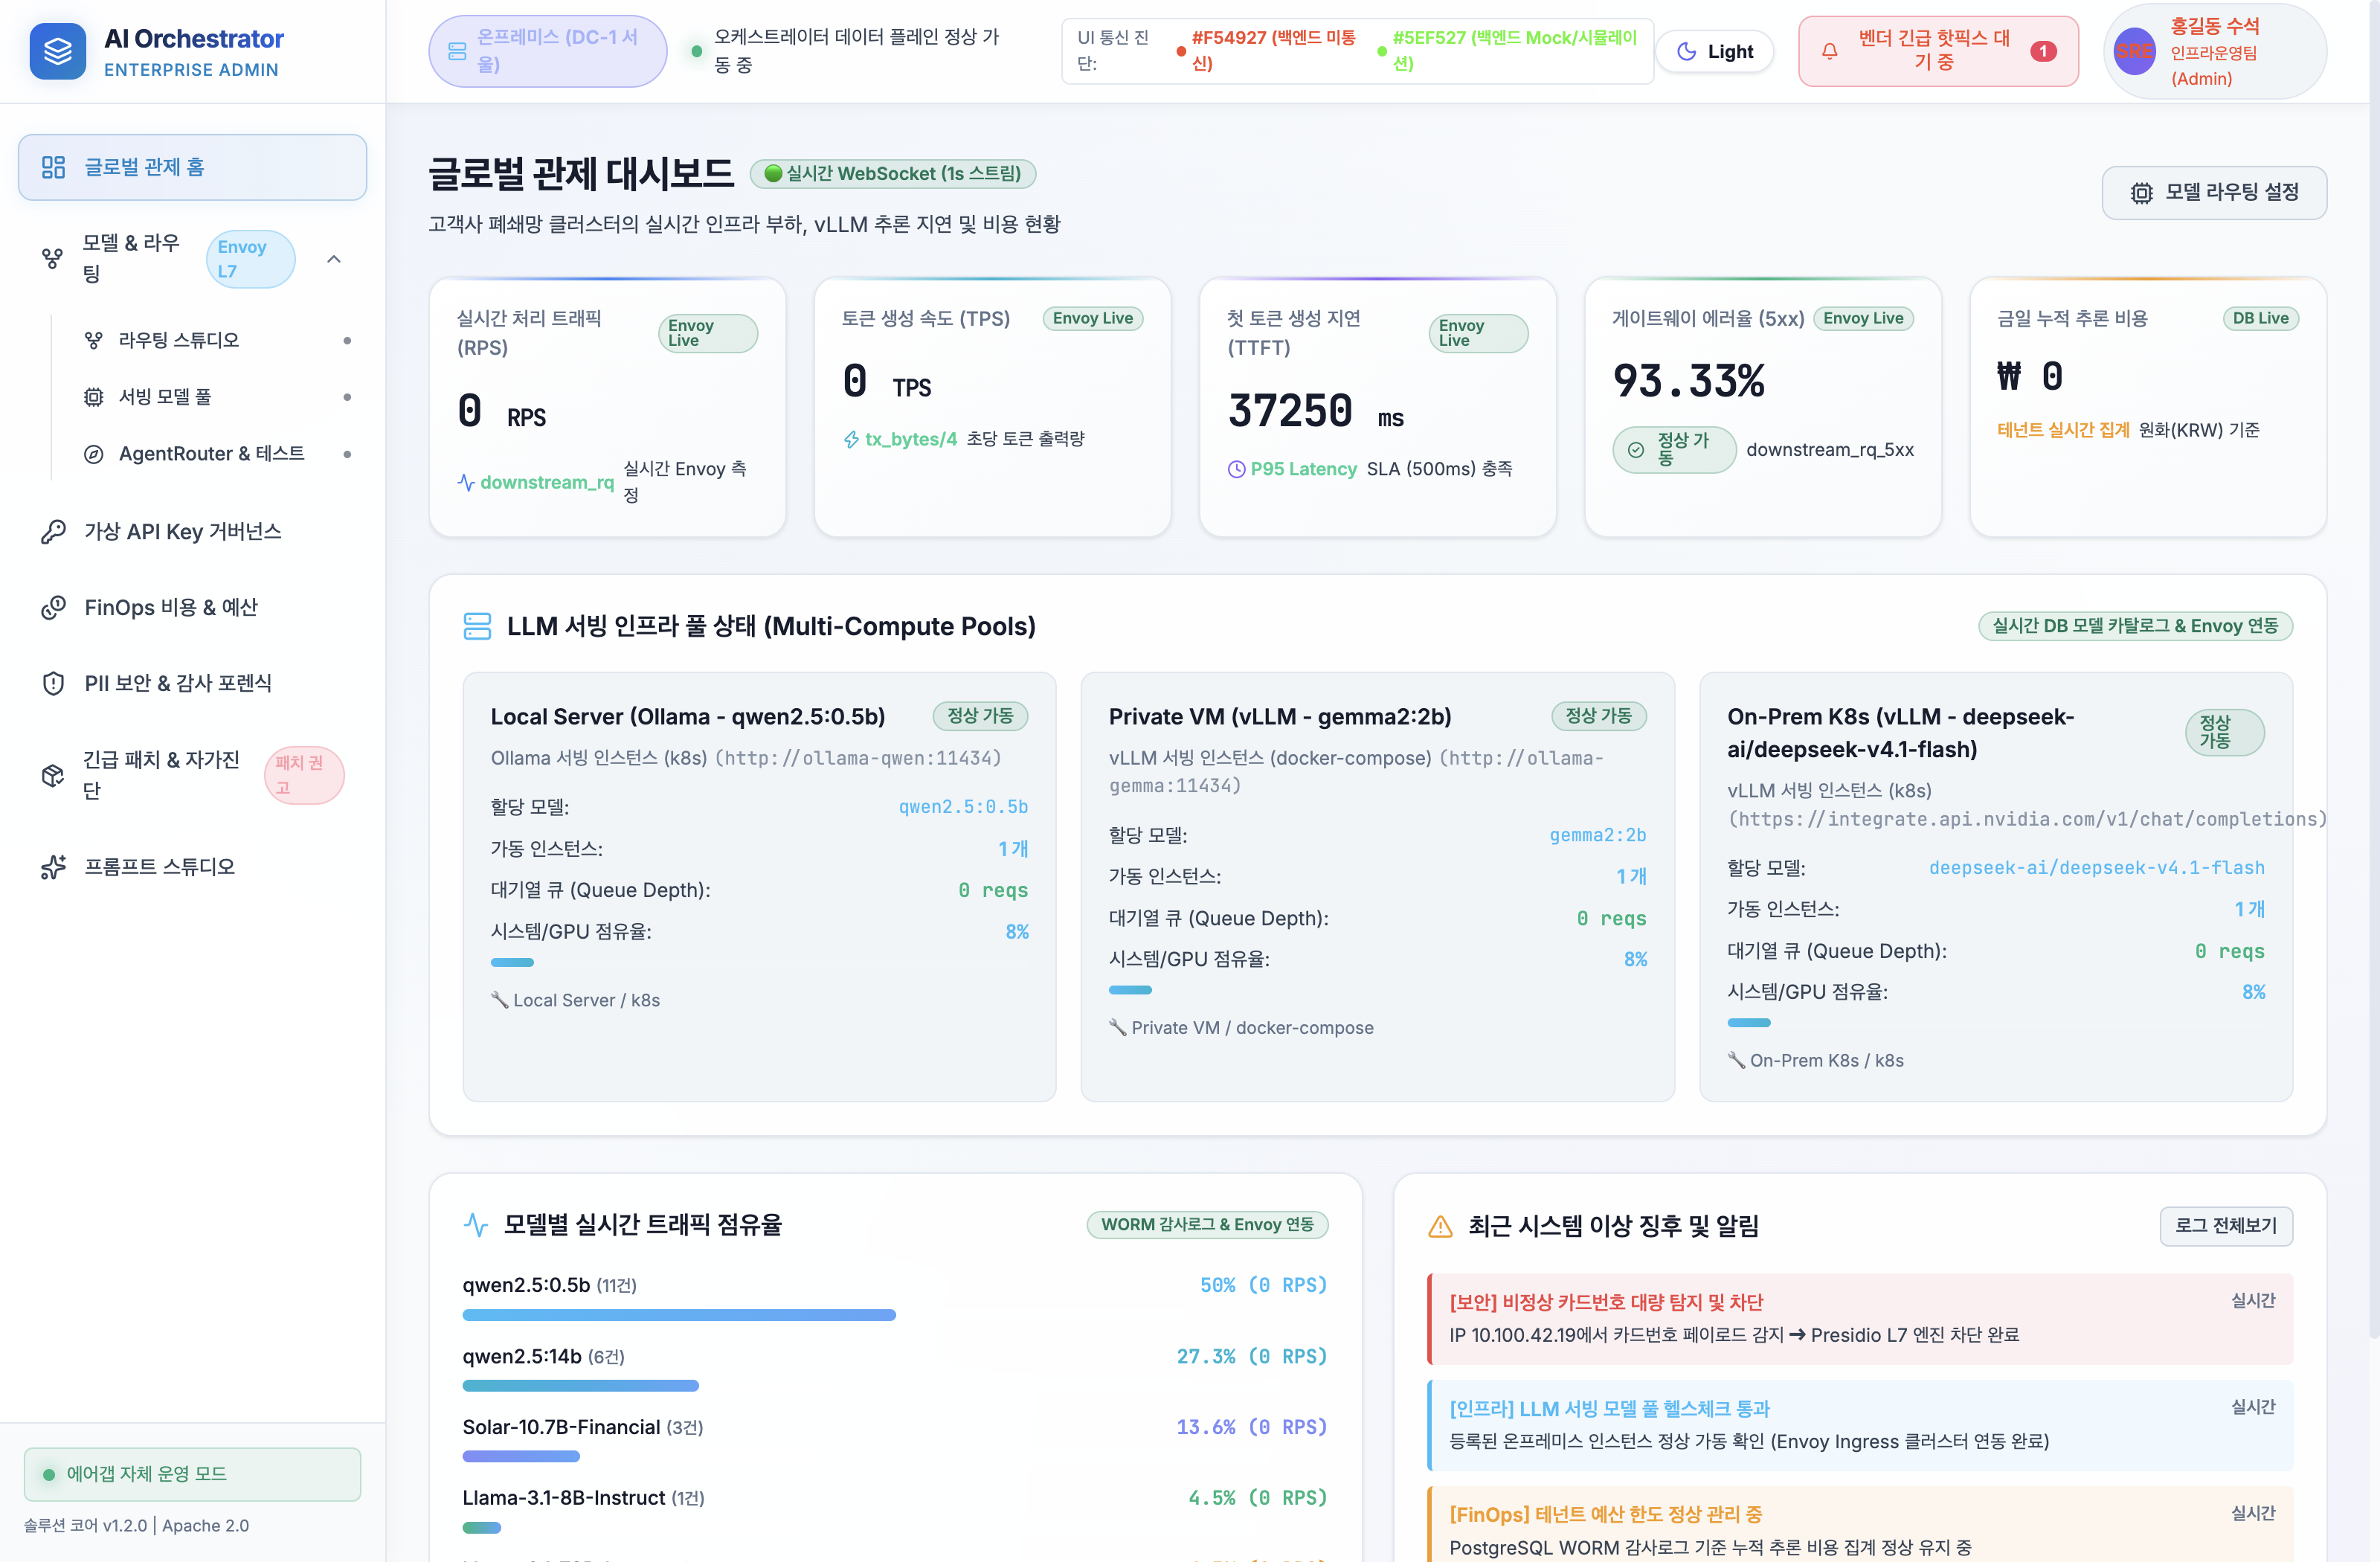 AI Orchestrator
ENTERPRISE ADMIN
온프레미스 (DC-1 서
울)
오케스트레이터 데이터 플레인 정상 가
동 중
UI 통신 진
단:
#F54927 (백엔드 미통
신)
#5EF527 (백엔드 Mock/시뮬레이
션)
Light
벤더 긴급 핫픽스 대
기 중
1
SRE
홍길동 수석
인프라운영팀
(Admin)
글로벌 관제 홈
모델 & 라우
팅
Envoy
L7
라우팅 스튜디오
서빙 모델 풀
AgentRouter & 테스트
가상 API Key 거버넌스
FinOps 비용 & 예산
PII 보안 & 감사 포렌식
긴급 패치 & 자가진
단
패치 권
고
프롬프트 스튜디오
에어갭 자체 운영 모드
솔루션 코어 v1.2.0 | Apache 2.0
글로벌 관제 대시보드
실시간 WebSocket (1s 스트림)
고객사 폐쇄망 클러스터의 실시간 인프라 부하, vLLM 추론 지연 및 비용 현황
모델 라우팅 설정
실시간 처리 트래픽
(RPS)
Envoy
Live
0 RPS
downstream_rq
실시간 Envoy 측
정
토큰 생성 속도 (TPS)
Envoy Live
0 TPS
tx_bytes/4 초당 토큰 출력량
첫 토큰 생성 지연
(TTFT)
Envoy
Live
37250 ms
P95 Latency SLA (500ms) 충족
게이트웨이 에러율 (5xx)
Envoy Live
93.33%
정상 가
동
downstream_rq_5xx
금일 누적 추론 비용
DB Live
₩ 0
테넌트 실시간 집계 원화(KRW) 기준
LLM 서빙 인프라 풀 상태 (Multi-Compute Pools)
실시간 DB 모델 카탈로그 & Envoy 연동
Local Server (Ollama - qwen2.5:0.5b)
정상 가동
Ollama 서빙 인스턴스 (k8s) (http://ollama-qwen:11434)
할당 모델: qwen2.5:0.5b
가동 인스턴스: 1개
대기열 큐 (Queue Depth): 0 reqs
시스템/GPU 점유율: 8%
Local Server / k8s
Private VM (vLLM - gemma2:2b)
정상 가동
vLLM 서빙 인스턴스 (docker-compose) (http://ollama-
gemma:11434)
할당 모델: gemma2:2b
가동 인스턴스: 1개
대기열 큐 (Queue Depth): 0 reqs
시스템/GPU 점유율: 8%
Private VM / docker-compose
On-Prem K8s (vLLM - deepseek-
ai/deepseek-v4.1-flash)
정상
가동
vLLM 서빙 인스턴스 (k8s)
(https://integrate.api.nvidia.com/v1/chat/completions)
할당 모델: deepseek-ai/deepseek-v4.1-flash
가동 인스턴스: 1개
대기열 큐 (Queue Depth): 0 reqs
시스템/GPU 점유율: 8%
On-Prem K8s / k8s
모델별 실시간 트래픽 점유율
WORM 감사로그 & Envoy 연동
qwen2.5:0.5b (11건) 50% (0 RPS)
qwen2.5:14b (6건) 27.3% (0 RPS)
Solar-10.7B-Financial (3건) 13.6% (0 RPS)
Llama-3.1-8B-Instruct (1건) 4.5% (0 RPS)
최근 시스템 이상 징후 및 알림
로그 전체보기
[보안] 비정상 카드번호 대량 탐지 및 차단
실시간
IP 10.100.42.19에서 카드번호 페이로드 감지 → Presidio L7 엔진 차단 완료
[인프라] LLM 서빙 모델 풀 헬스체크 통과
실시간
등록된 온프레미스 인스턴스 정상 가동 확인 (Envoy Ingress 클러스터 연동 완료)
[FinOps] 테넌트 예산 한도 정상 관리 중
실시간
PostgreSQL WORM 감사로그 기준 누적 추론 비용 집계 정상 유지 중